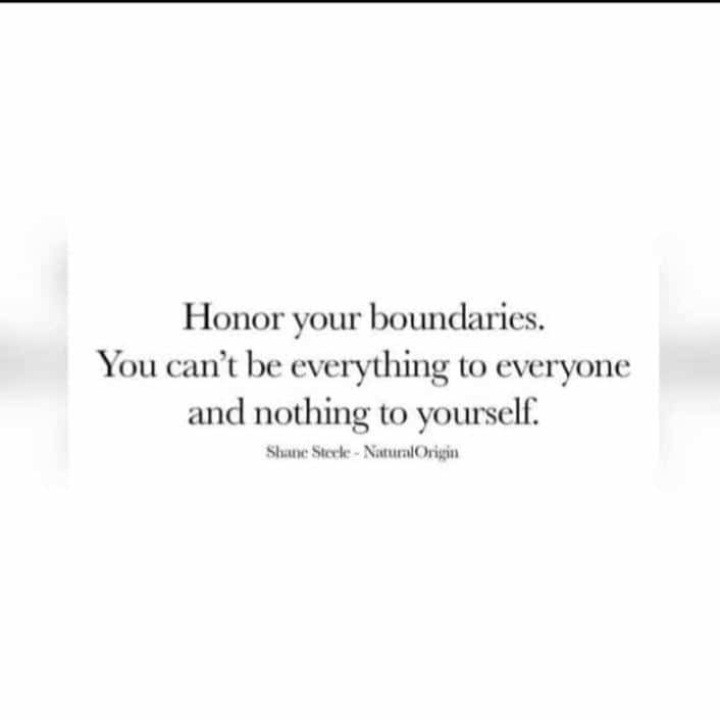 Honor your boundaries.
You can't be everything to everyone
and nothing to yourself.
Shane Steele - NaturalOrigin